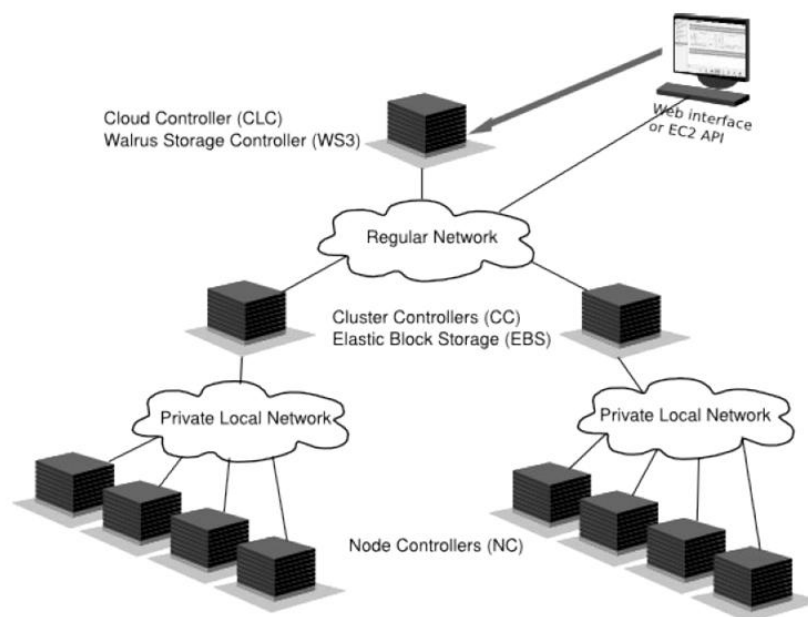 Cloud Controller (CLC)
Walrus Storage Controller (WS3)
Web interface
or EC2 API
Regular Network
Cluster Controllers (CC)
Elastic Block Storage (EBS)
Private Local Network
Private Local Network
Node Controllers (NC)